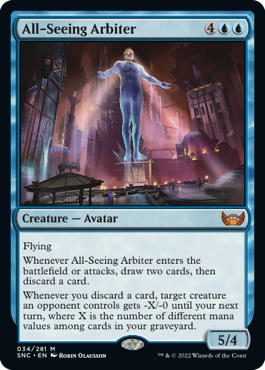 All-Seeing Arbiter 4
Creature — Avatar
Flying
Whenever All-Seeing Arbiter enters the
battlefield or attacks, draw two cards, then
discard a card.
Whenever you discard a card, target creature
an opponent controls gets -X/-0 until your next
turn, where X is the number of different mana
values among cards in your graveyard.
5/4
034/281 M
SNC • EN Robin Olausson
™ & © 2022 Wizards of the Coast